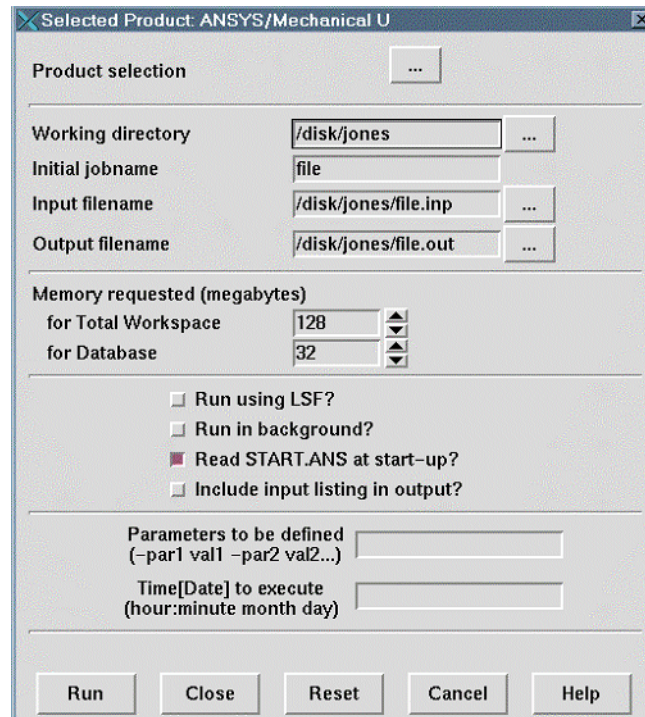 Selected Product: ANSYS/Mechanical U
Product selection ...
Working directory /disk/jones ...
Initial jobname file
Input filename /disk/jones/file.inp ...
Output filename /disk/jones/file.out ...
Memory requested (megabytes)
for Total Workspace 128
for Database 32
Run using LSF?
Run in background?
Read START.ANS at start-up?
Include input listing in output?
Parameters to be defined
(-par1 val1 -par2 val2...)
Time[Date] to execute
(hour:minute month day)
Run Close Reset Cancel Help